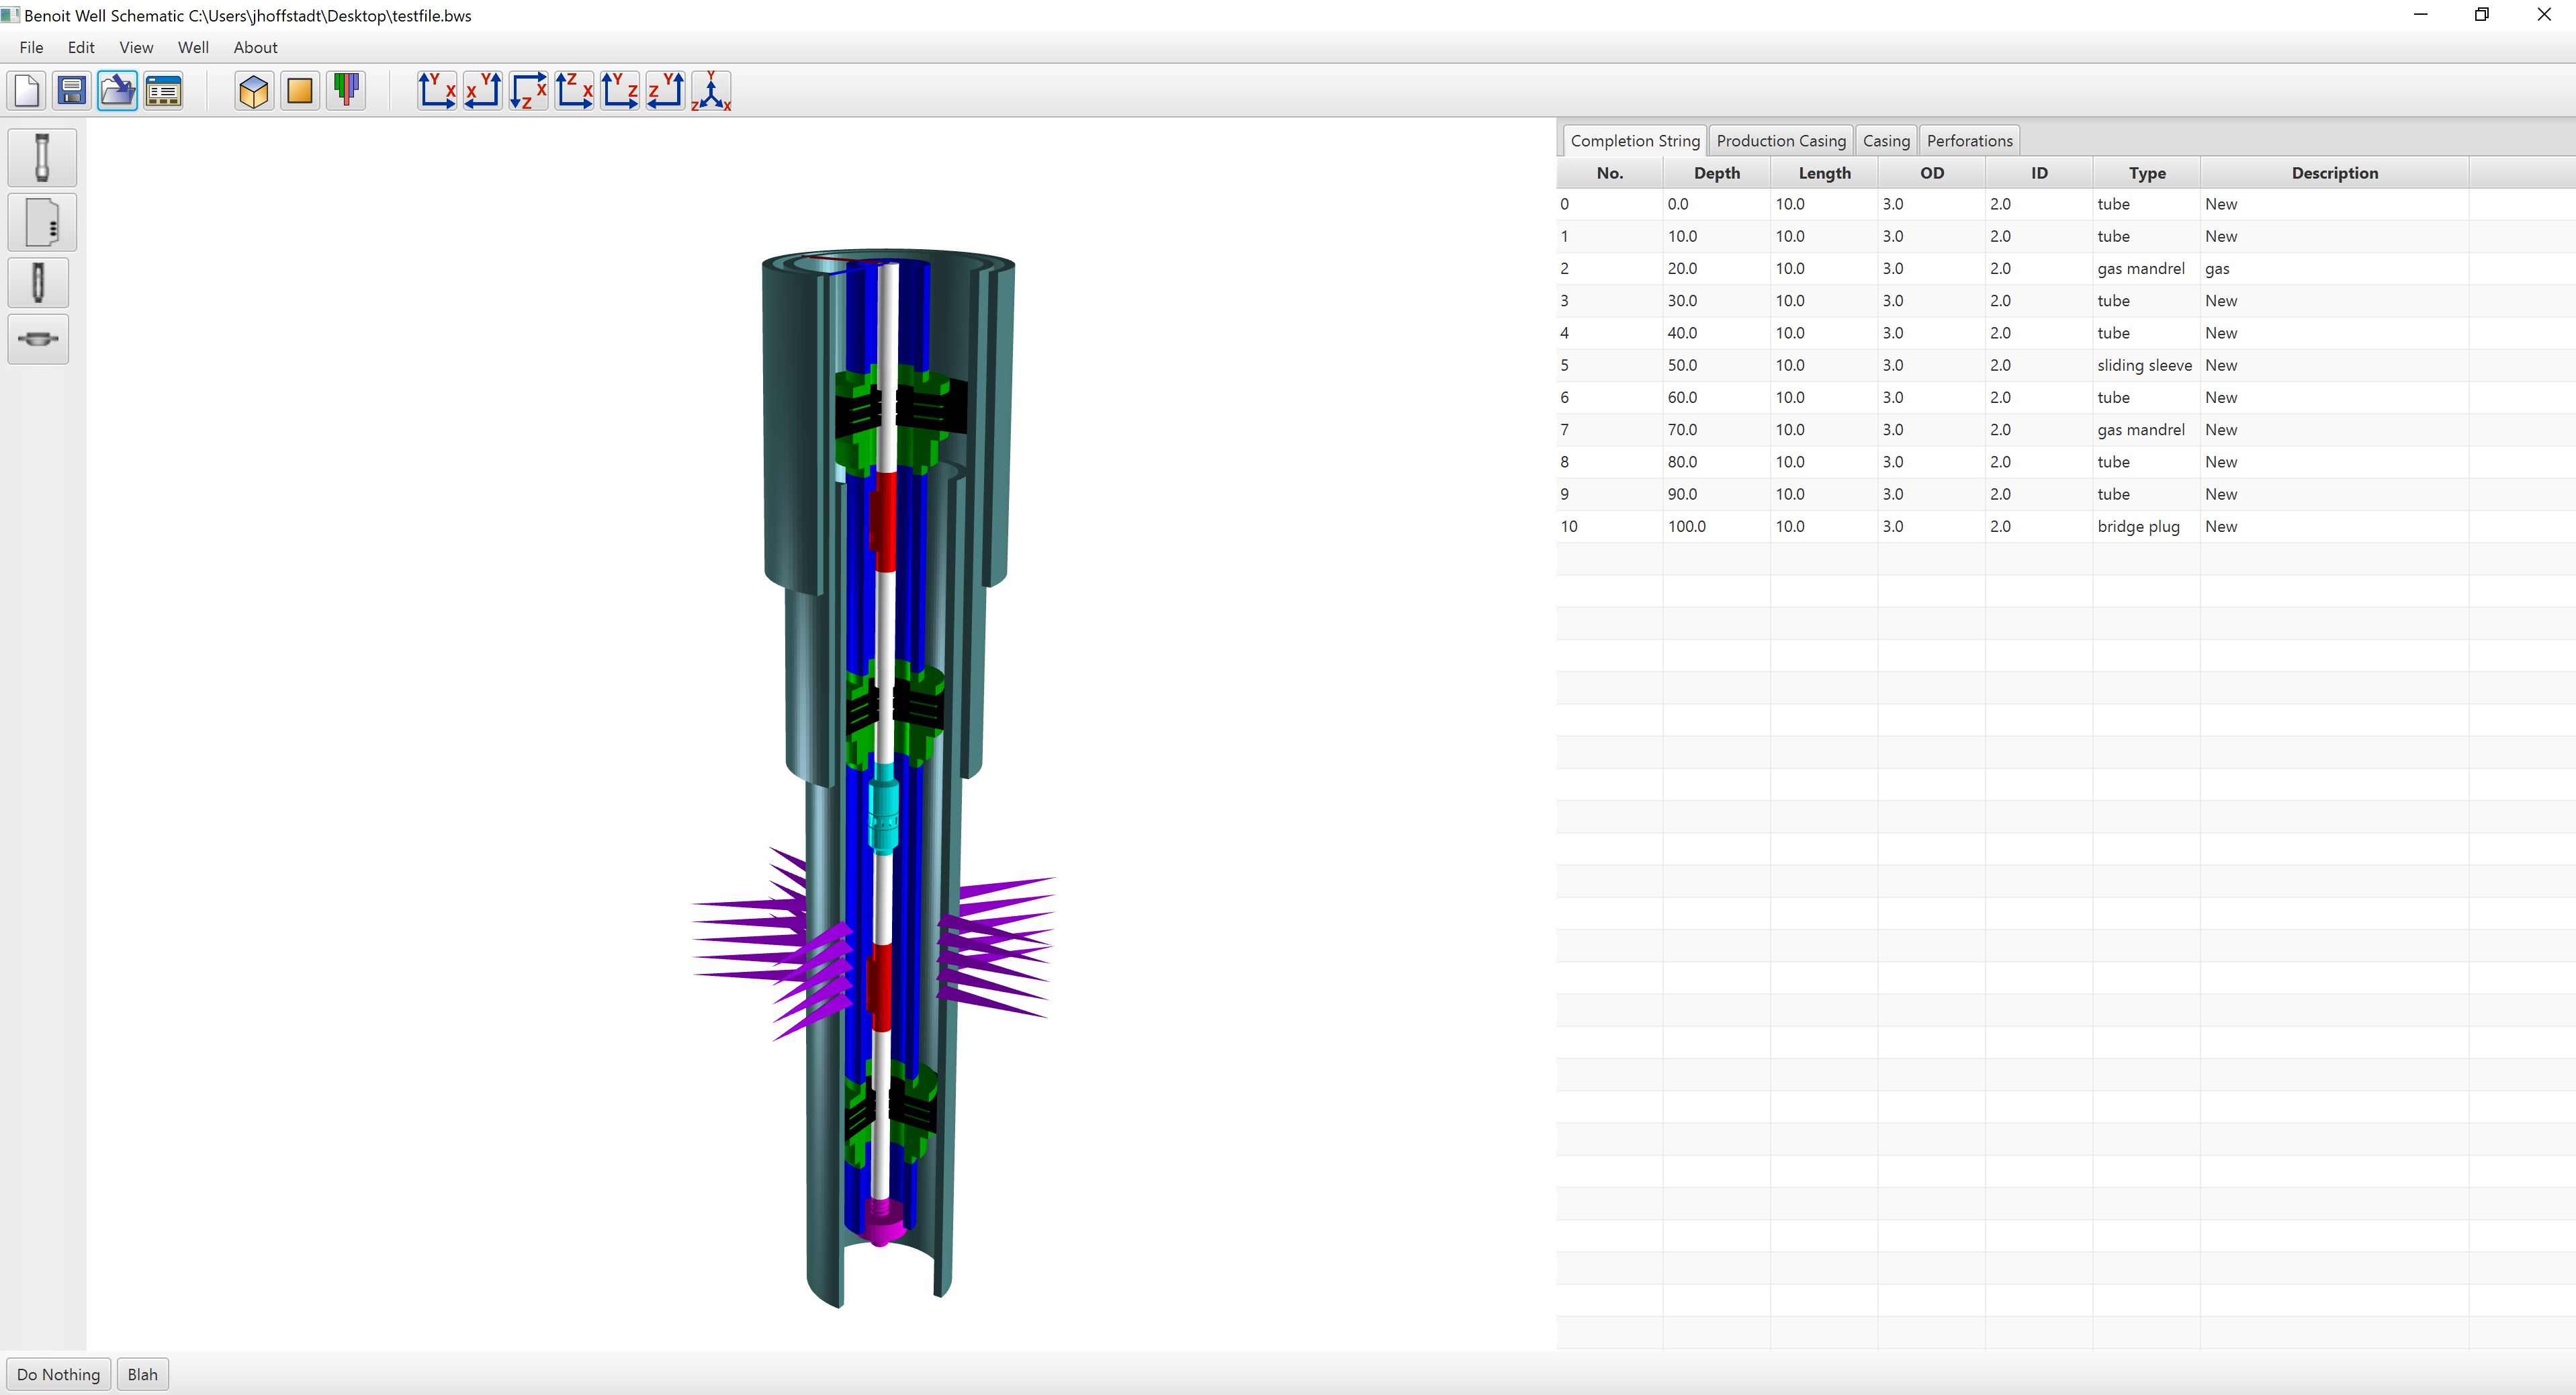 Benoit Well Schematic C:\Users\jhoffstadt\Desktop\testfile.bws
File Edit View Well About
Y X X Y Z X Z X Y Z Z Y Y Z X
Completion String Production Casing Casing Perforations
No. Depth Length OD ID Type Description
0 0.0 10.0 3.0 2.0 tube New
1 10.0 10.0 3.0 2.0 tube New
2 20.0 10.0 3.0 2.0 gas mandrel gas
3 30.0 10.0 3.0 2.0 tube New
4 40.0 10.0 3.0 2.0 tube New
5 50.0 10.0 3.0 2.0 sliding sleeve New
6 60.0 10.0 3.0 2.0 tube New
7 70.0 10.0 3.0 2.0 gas mandrel New
8 80.0 10.0 3.0 2.0 tube New
9 90.0 10.0 3.0 2.0 tube New
10 100.0 10.0 3.0 2.0 bridge plug New
Do Nothing Blah